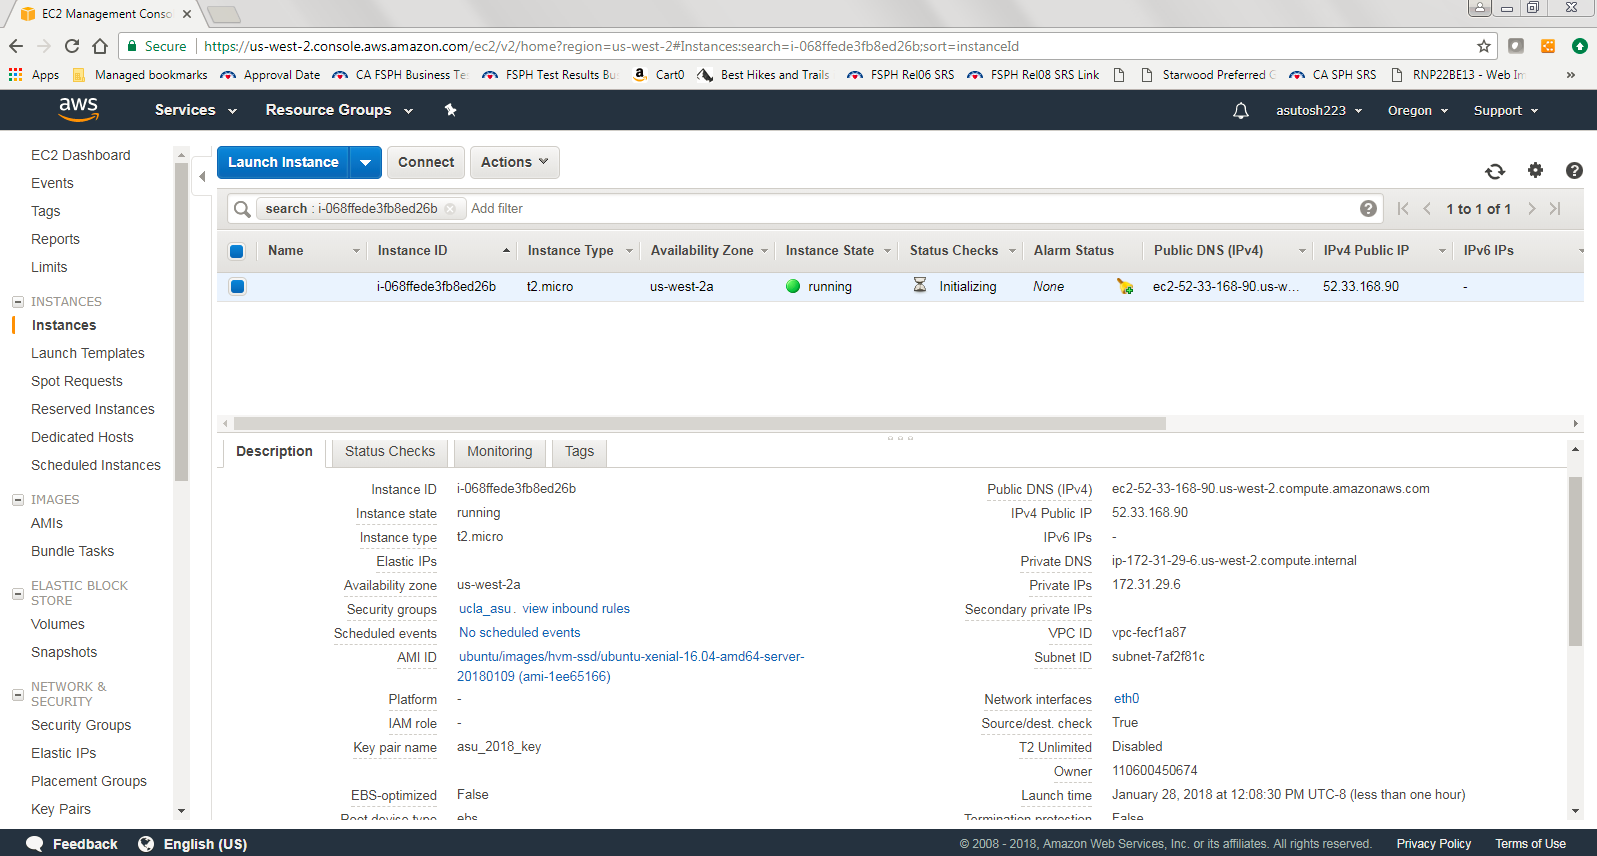 EC2 Management Conso
Secure
https://us-west-2.console.aws.amazon.com/ec2/v2/home?region=us-west-2#Instances:search=i-068ffede3fb8ed26b;sort=instanceId
Apps Managed bookmarks Approval Date CA FSPH Business Te FSPH Test Results Bu Cart0 Best Hikes and Trails FSPH Rel06 SRS FSPH Rel08 SRS Link Starwood Preferred G CA SPH SRS RNP22BE13 - Web Im »
aws Services Resource Groups asutosh223 Oregon Support
EC2 Dashboard
Events
Tags
Reports
Limits
INSTANCES
Instances
Launch Templates
Spot Requests
Reserved Instances
Dedicated Hosts
Scheduled Instances
IMAGES
AMIs
Bundle Tasks
ELASTIC BLOCK
STORE
Volumes
Snapshots
NETWORK &
SECURITY
Security Groups
Elastic IPs
Placement Groups
Key Pairs
Launch Instance Connect Actions
search : i-068ffede3fb8ed26b Add filter 1 to 1 of 1
Name Instance ID Instance Type Availability Zone Instance State Status Checks Alarm Status Public DNS (IPv4) IPv4 Public IP IPv6 IPs
i-068ffede3fb8ed26b t2.micro us-west-2a running Initializing None ec2-52-33-168-90.us-w... 52.33.168.90 -
Description Status Checks Monitoring Tags
Instance ID i-068ffede3fb8ed26b
Instance state running
Instance type t2.micro
Elastic IPs
Availability zone us-west-2a
Security groups ucla_asu . view inbound rules
Scheduled events No scheduled events
AMI ID ubuntu/images/hvm-ssd/ubuntu-xenial-16.04-amd64-server-
20180109 (ami-1ee65166)
Platform -
IAM role -
Key pair name asu_2018_key
EBS-optimized False
Root device type ebs
Public DNS (IPv4) ec2-52-33-168-90.us-west-2.compute.amazonaws.com
IPv4 Public IP 52.33.168.90
IPv6 IPs -
Private DNS ip-172-31-29-6.us-west-2.compute.internal
Private IPs 172.31.29.6
Secondary private IPs
VPC ID vpc-fecf1a87
Subnet ID subnet-7af2f81c
Network interfaces eth0
Source/dest. check True
T2 Unlimited Disabled
Owner 110600450674
Launch time January 28, 2018 at 12:08:30 PM UTC-8 (less than one hour)
Termination protection False
Feedback English (US) © 2008 - 2018, Amazon Web Services, Inc. or its affiliates. All rights reserved. Privacy Policy Terms of Use